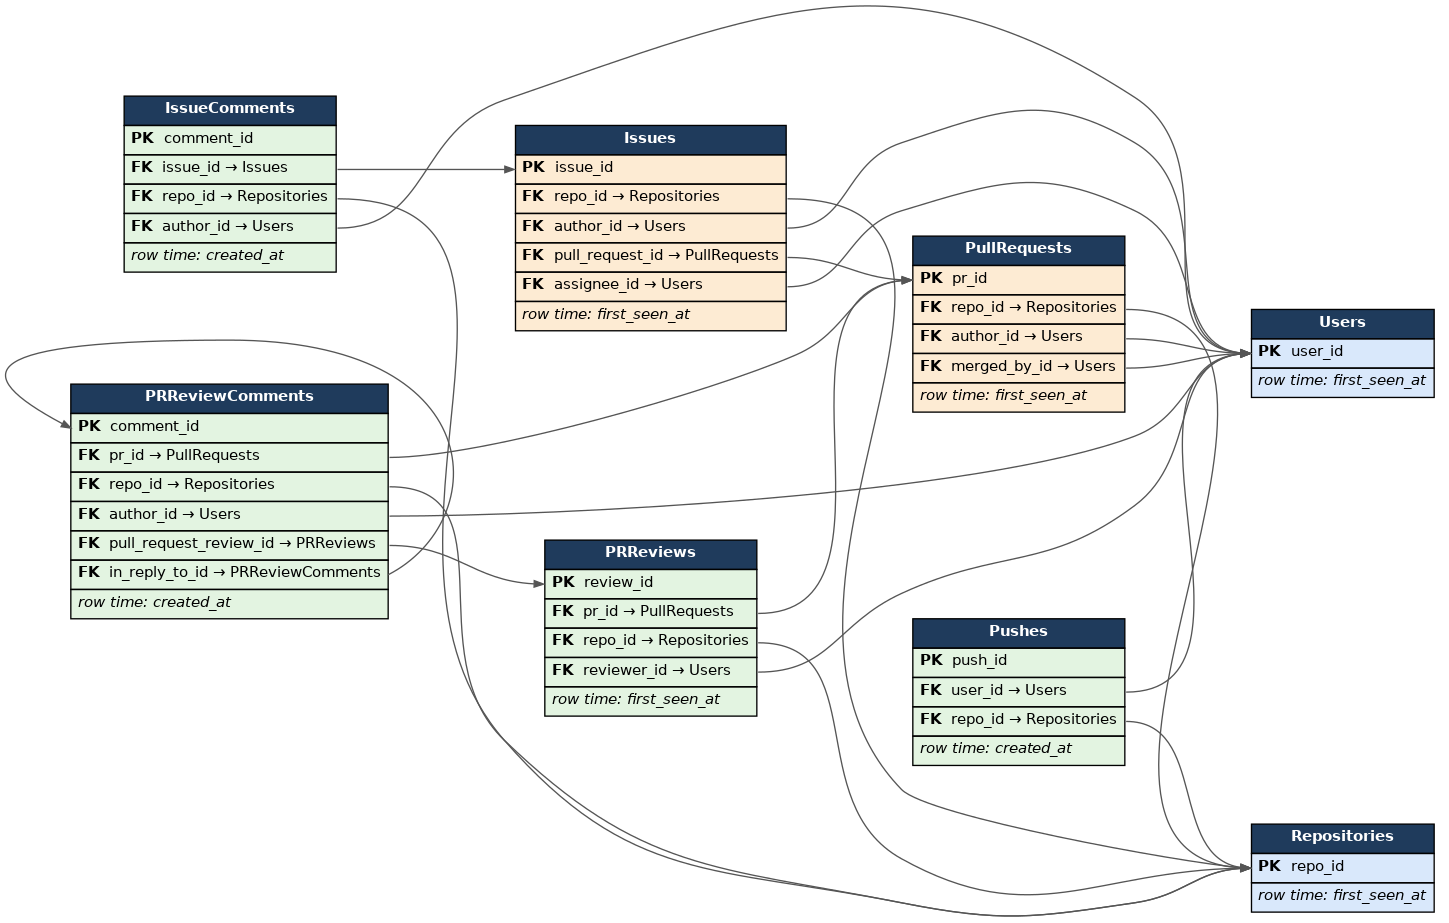 IssueComments
PK comment_id
FK issue_id → Issues
FK repo_id → Repositories
FK author_id → Users
row time: created_at
Issues
PK issue_id
FK repo_id → Repositories
FK author_id → Users
FK pull_request_id → PullRequests
FK assignee_id → Users
row time: first_seen_at
PullRequests
PK pr_id
FK repo_id → Repositories
FK author_id → Users
FK merged_by_id → Users
row time: first_seen_at
Users
PK user_id
row time: first_seen_at
PRReviewComments
PK comment_id
FK pr_id → PullRequests
FK repo_id → Repositories
FK author_id → Users
FK pull_request_review_id → PRReviews
FK in_reply_to_id → PRReviewComments
row time: created_at
PRReviews
PK review_id
FK pr_id → PullRequests
FK repo_id → Repositories
FK reviewer_id → Users
row time: first_seen_at
Pushes
PK push_id
FK user_id → Users
FK repo_id → Repositories
row time: created_at
Repositories
PK repo_id
row time: first_seen_at